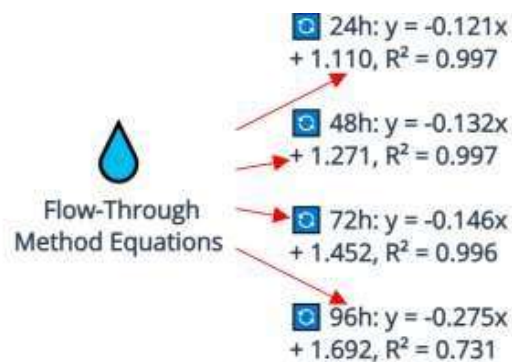 24h: y = -0.121x
+ 1.110, R² = 0.997
48h: y = -0.132x
+ 1.271, R² = 0.997
Flow-Through
Method Equations
72h: y = -0.146x
+ 1.452, R² = 0.996
96h: y = -0.275x
+ 1.692, R² = 0.731